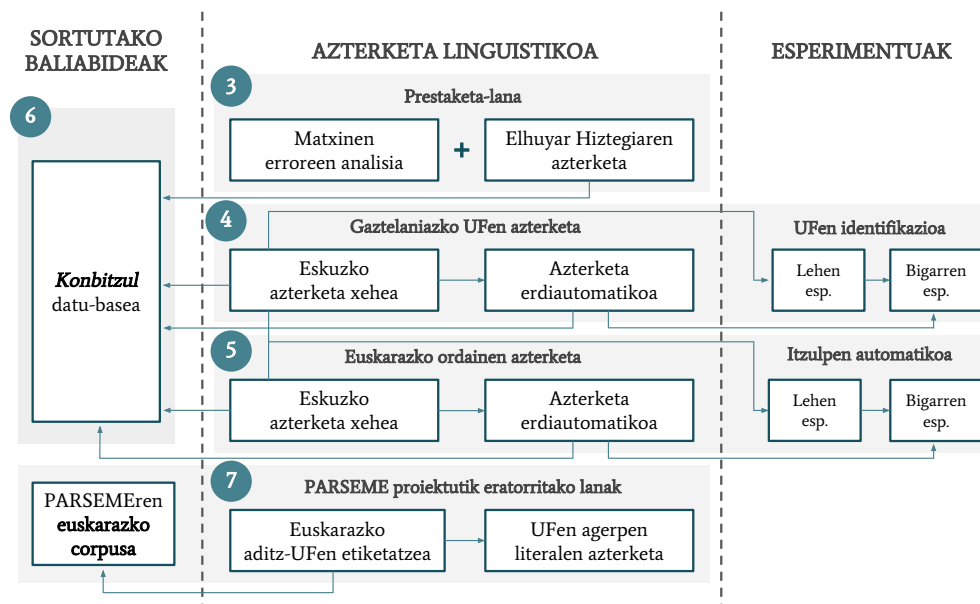 SORTUTAKO
BALIABIDEAK
AZTERKETA LINGUISTIKOA
ESPERIMENTUAK
3
Prestaketa-lana
Matxinen
erroreen analisia
+
Elhuyar Hiztegiaren
azterketa
6
Konbitzul
datu-basea
4
Gaztelaniazko UFen azterketa
Eskuzko
azterketa xehea
Azterketa
erdiautomatikoa
UFen identifikazioa
Lehen
esp.
Bigarren
esp.
5
Euskarazko ordainen azterketa
Eskuzko
azterketa xehea
Azterketa
erdiautomatikoa
Itzulpen automatikoa
Lehen
esp.
Bigarren
esp.
PARSEMEren
euskarazko
corpusa
7
PARSEME proiektutik eratorritako lanak
Euskarazko
aditz-UFen etiketatzea
UFen agerpen
literalen azterketa